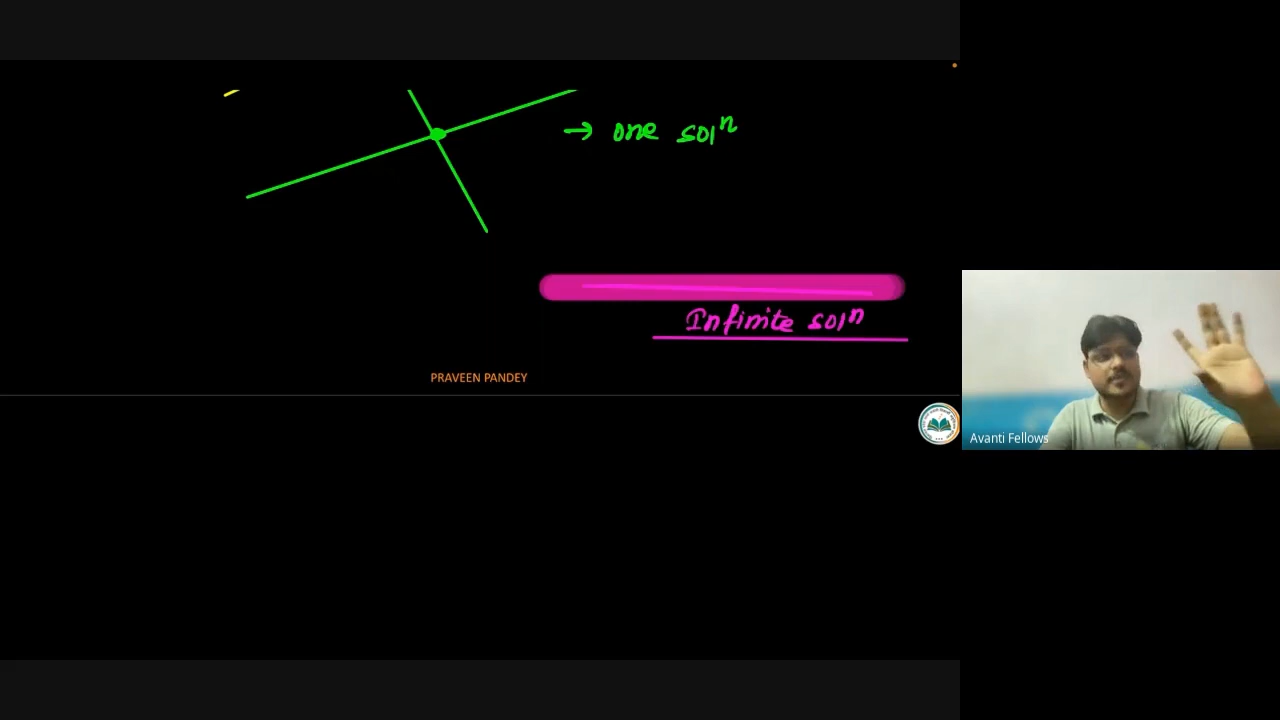 → one solⁿ
Infinite solⁿ
PRAVEEN PANDEY
Avanti Fellows